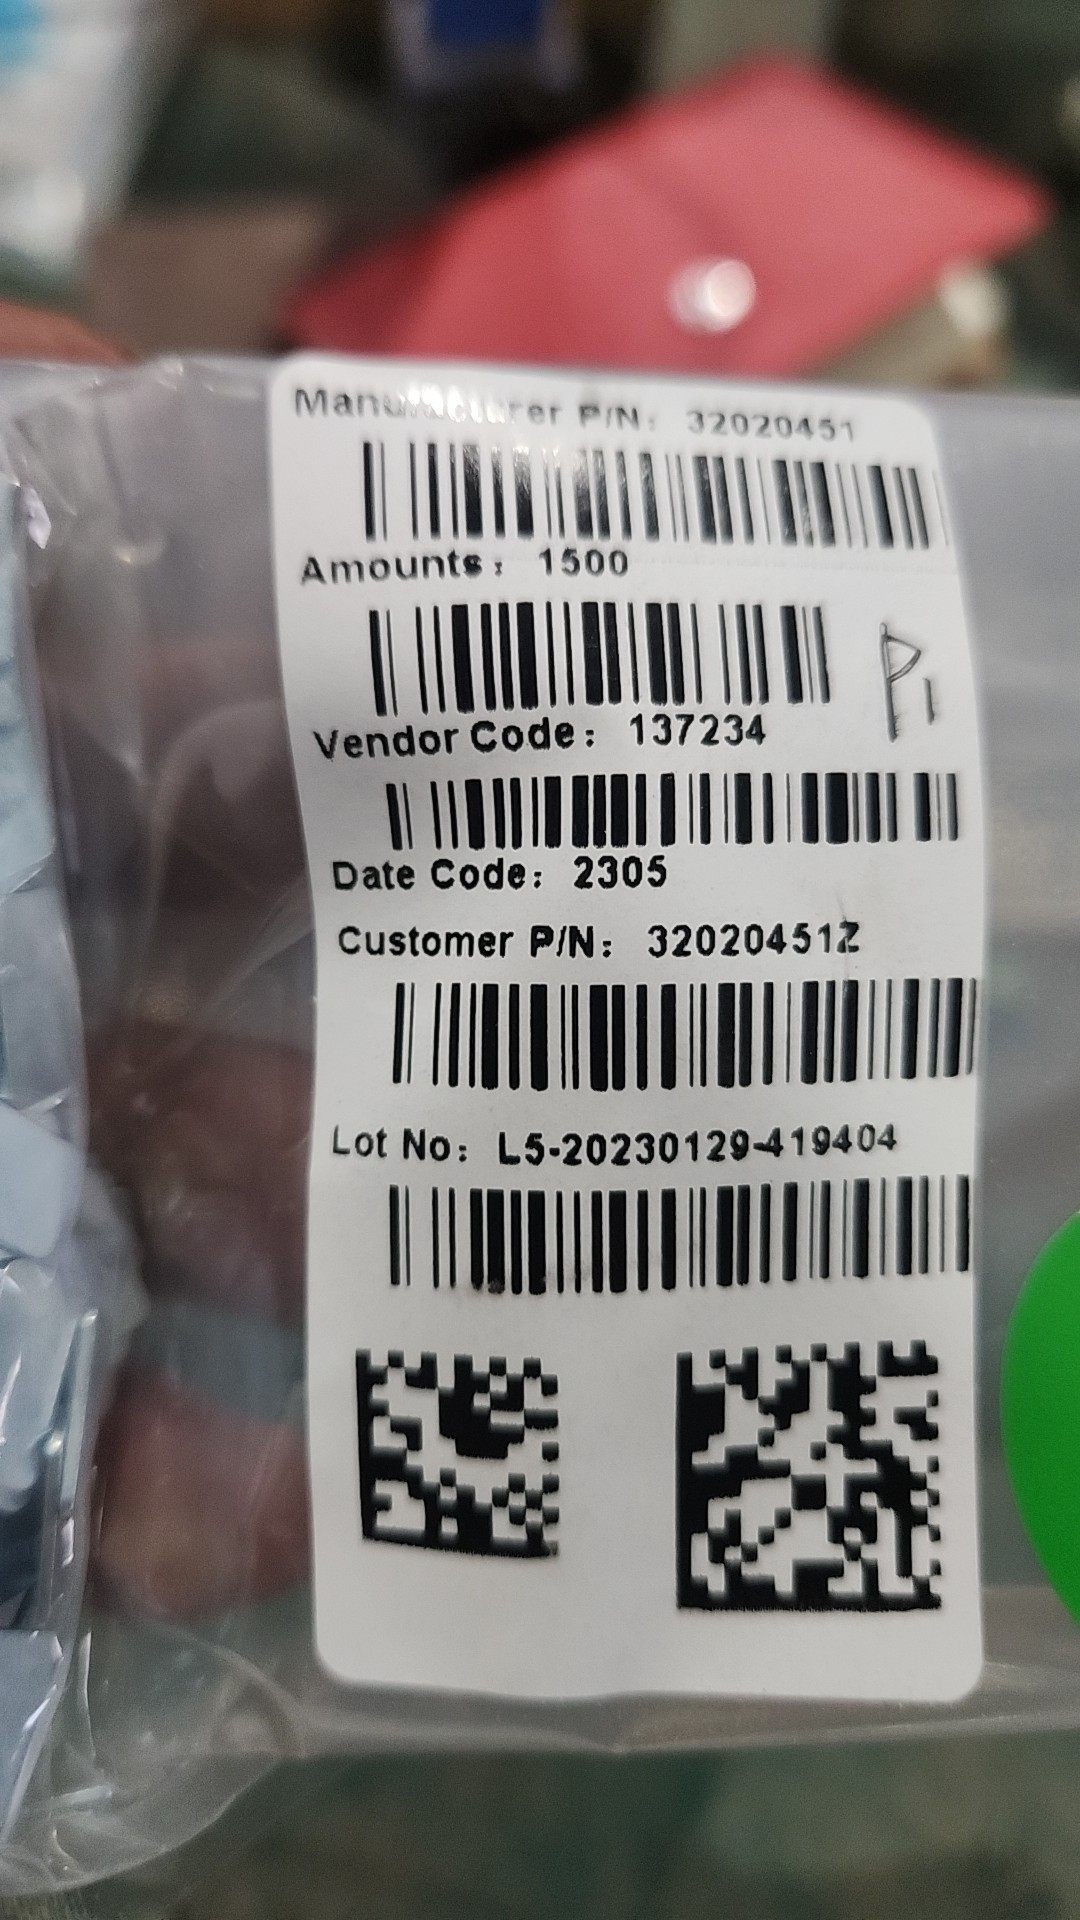 Manufacturer P/N: 32020451
Amounts: 1500
P1
Vendor Code: 137234
Date Code: 2305
Customer P/N: 32020451Z
Lot No: L5-20230129-419404